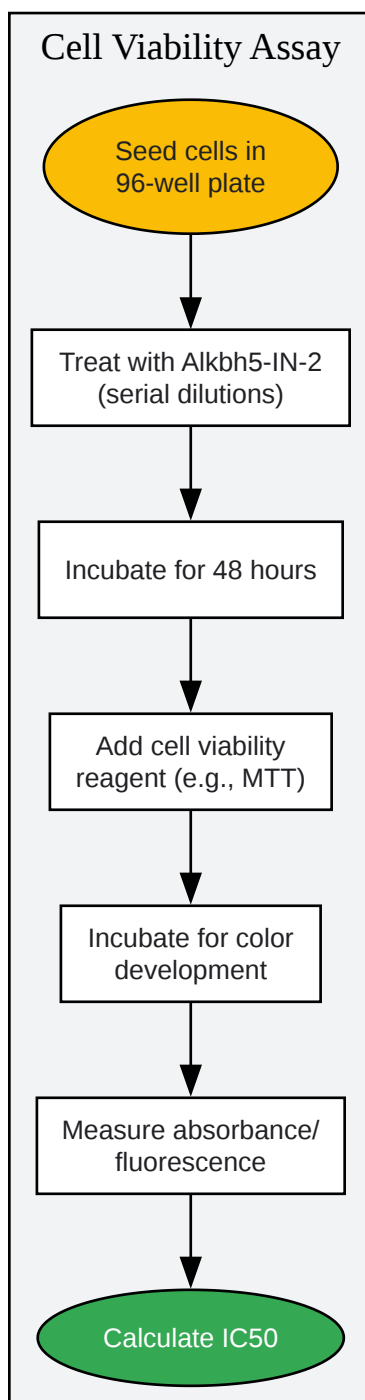 Cell Viability Assay
Seed cells in
96-well plate
Treat with Alkbh5-IN-2
(serial dilutions)
Incubate for 48 hours
Add cell viability
reagent (e.g., MTT)
Incubate for color
development
Measure absorbance/
fluorescence
Calculate IC50